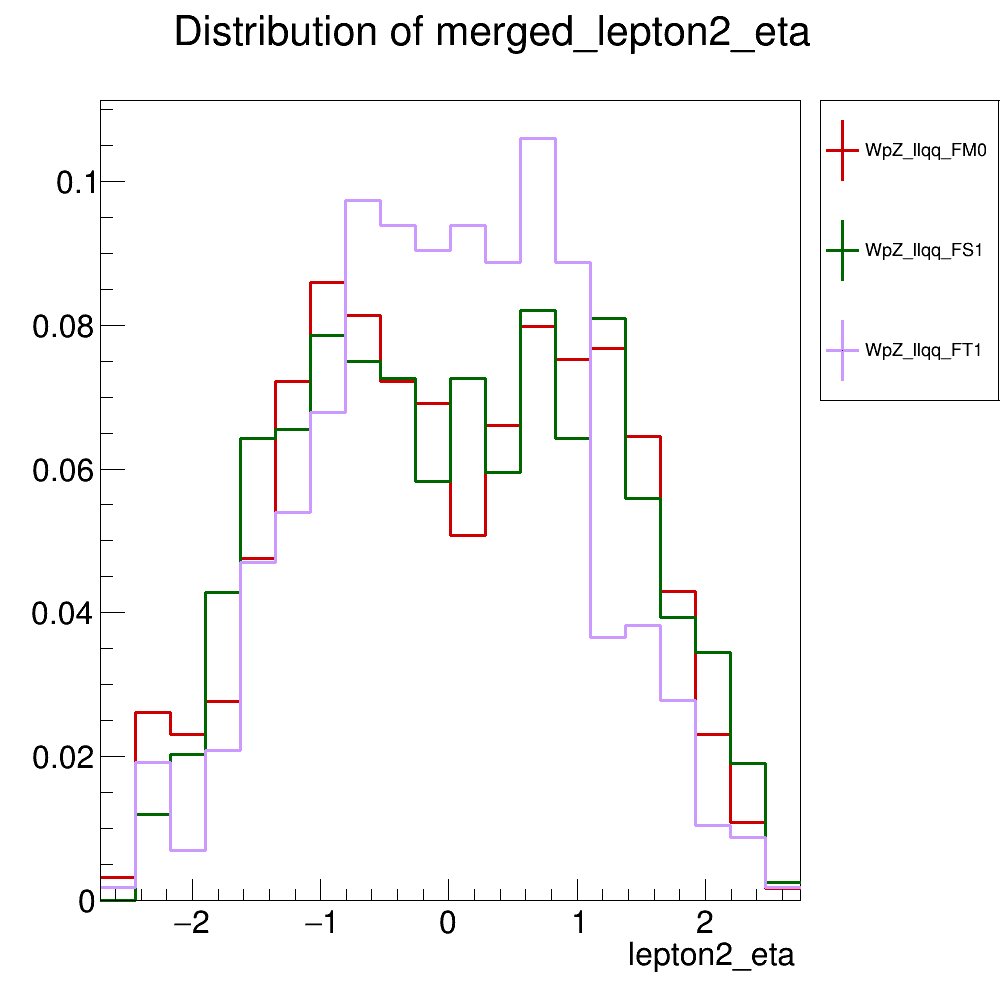 Distribution of merged_lepton2_eta
WpZ_llqq_FM0
WpZ_llqq_FS1
WpZ_llqq_FT1
0.1
0.08
0.06
0.04
0.02
0
−2 −1 0 1 2
lepton2_eta